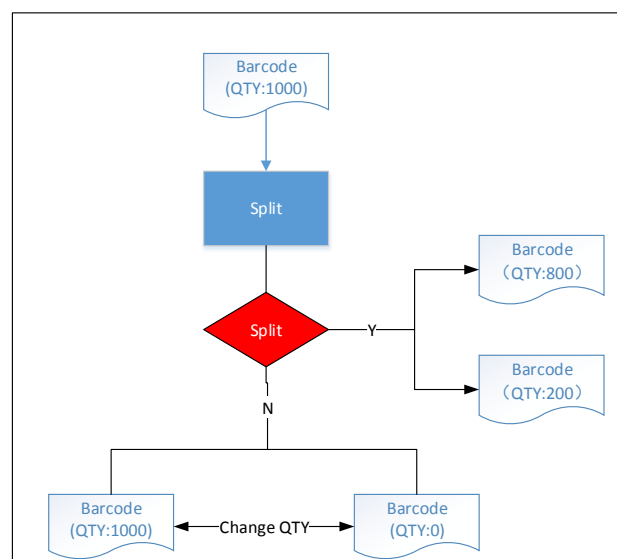 Barcode
(QTY:1000)
Split
Barcode
（QTY:800）
Split
Y
Barcode
（QTY:200）
N
Barcode
(QTY:1000)
Change QTY
Barcode
(QTY:0)